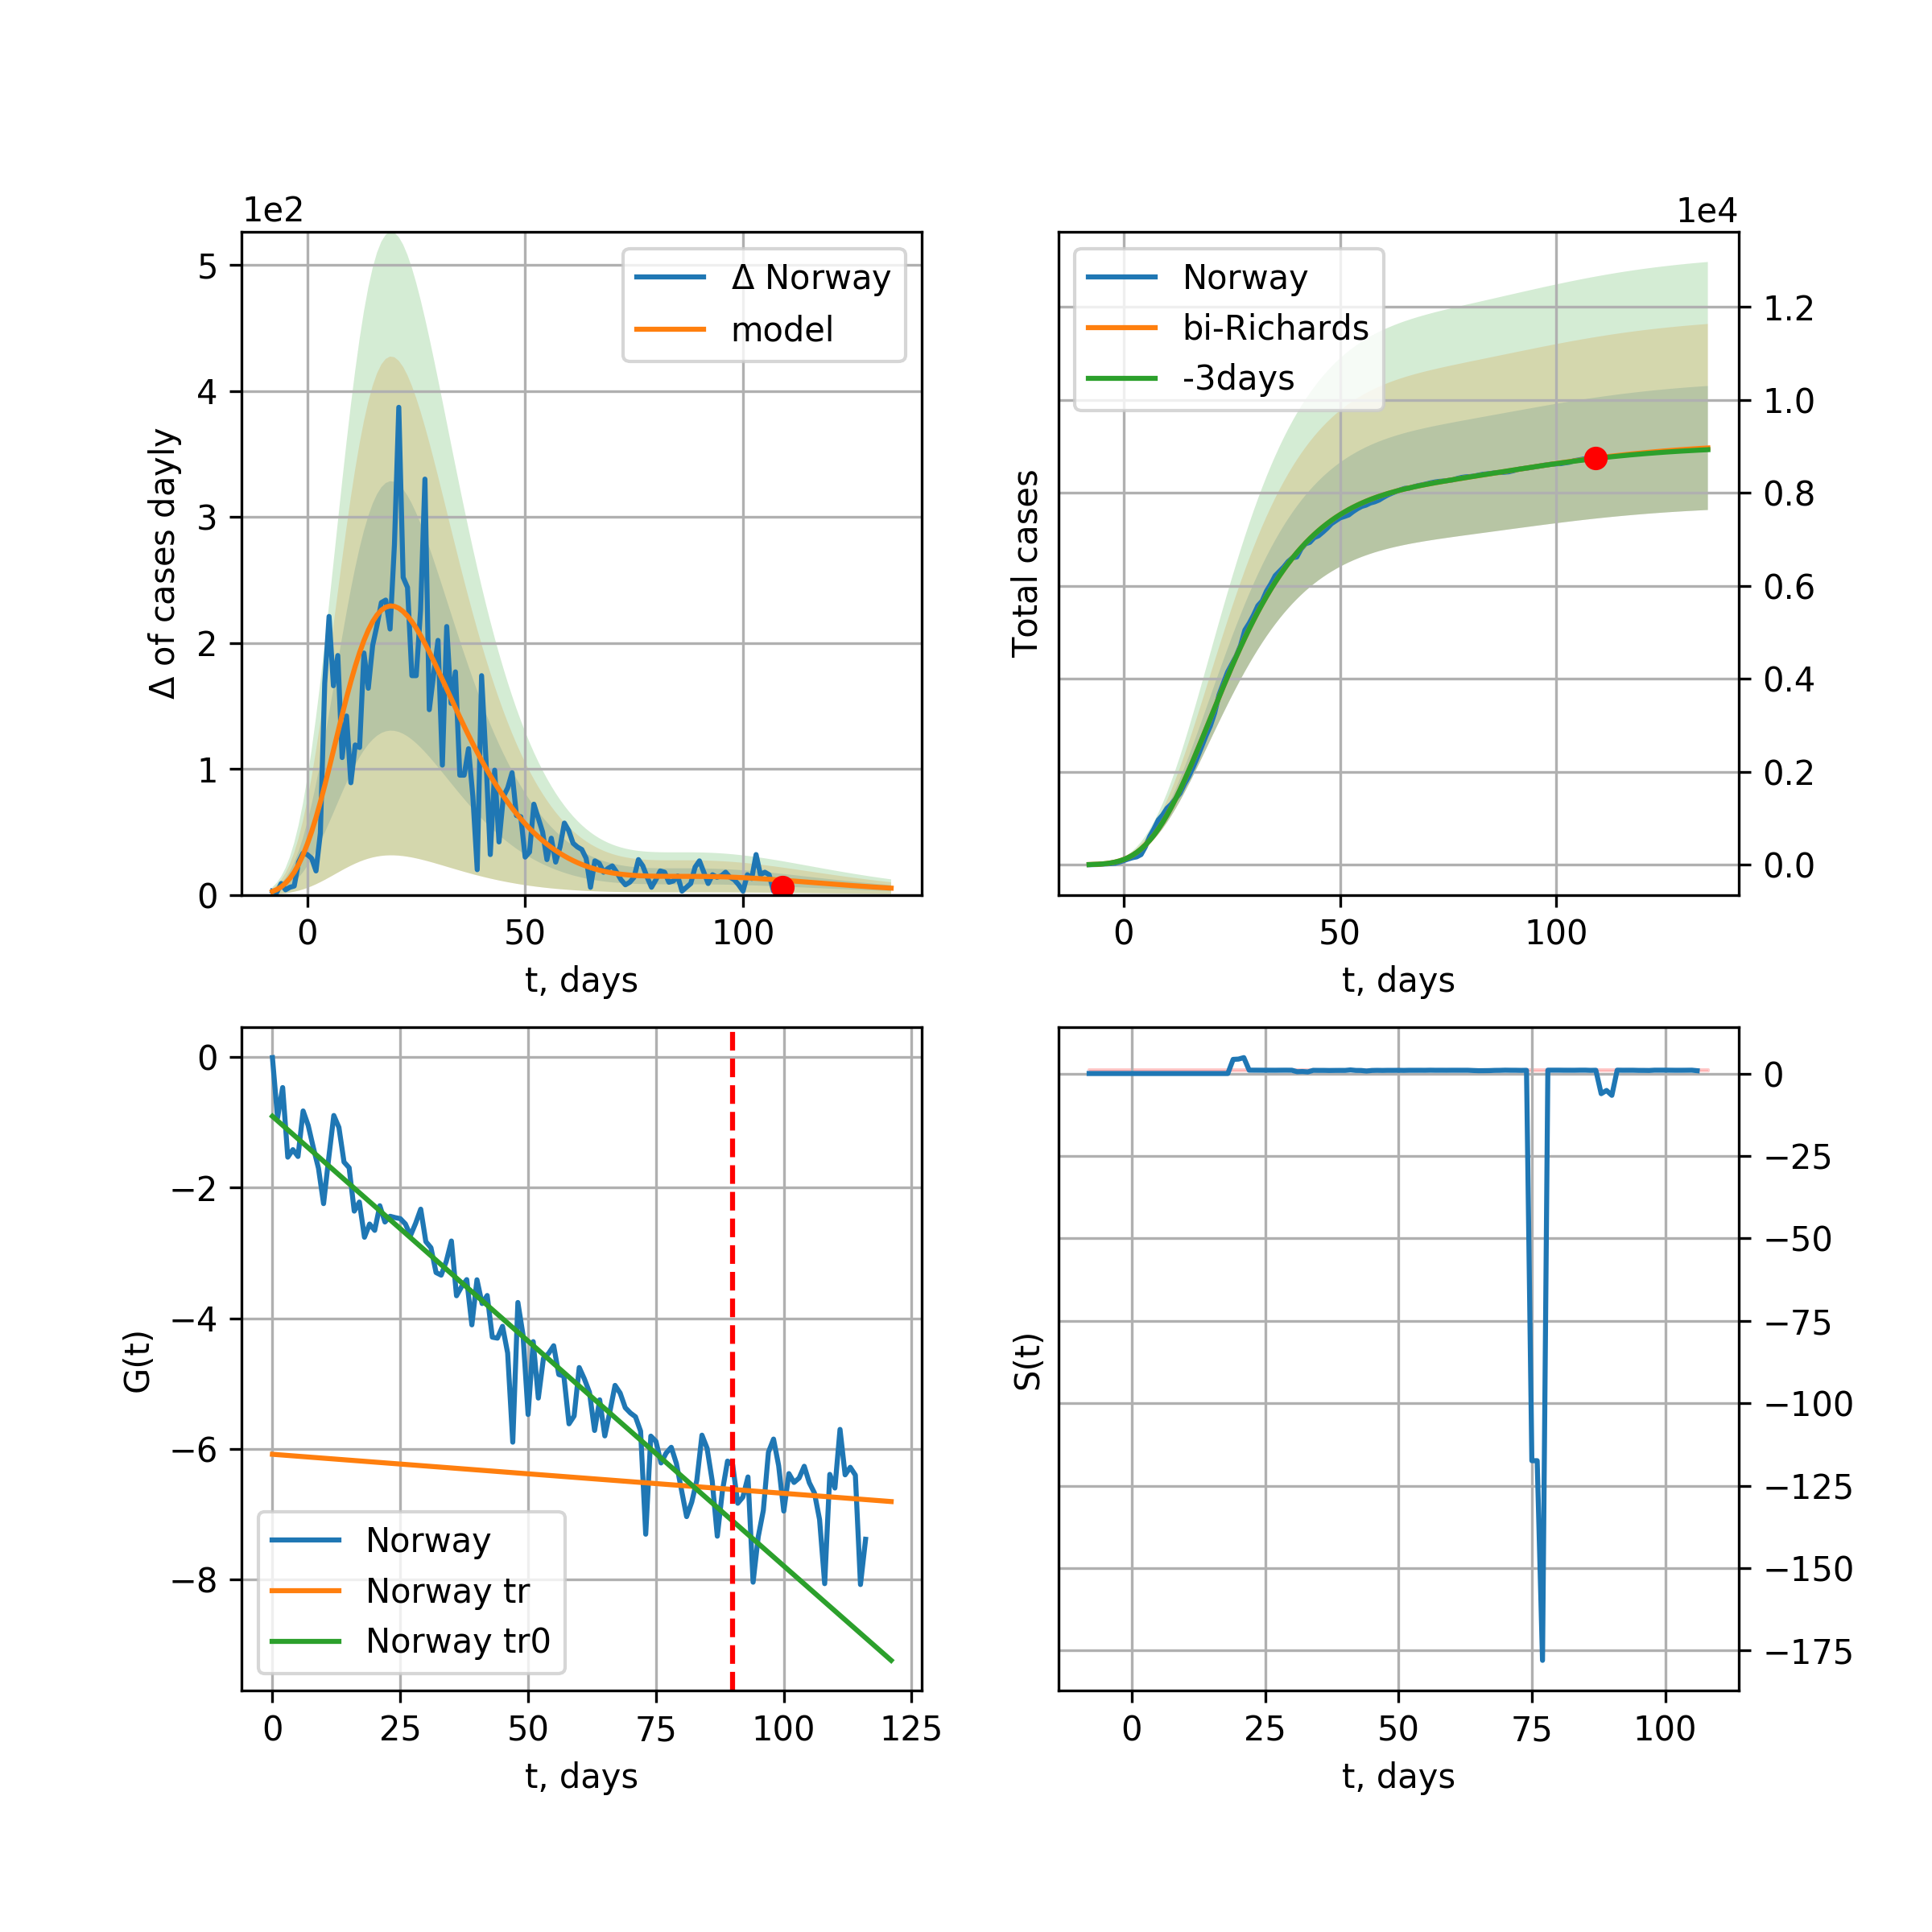 1e2
5
4
3
2
1
0
Δ of cases dayly
Δ Norway
model
0 50 100
t, days
1e4
Norway
bi-Richards
-3days
1.2
1.0
0.8
0.6
0.4
0.2
0.0
Total cases
0 50 100
t, days
0
−2
−4
−6
−8
G(t)
Norway
Norway tr
Norway tr0
0 25 50 75 100 125
t, days
0
−25
−50
−75
−100
−125
−150
−175
S(t)
0 25 50 75 100
t, days